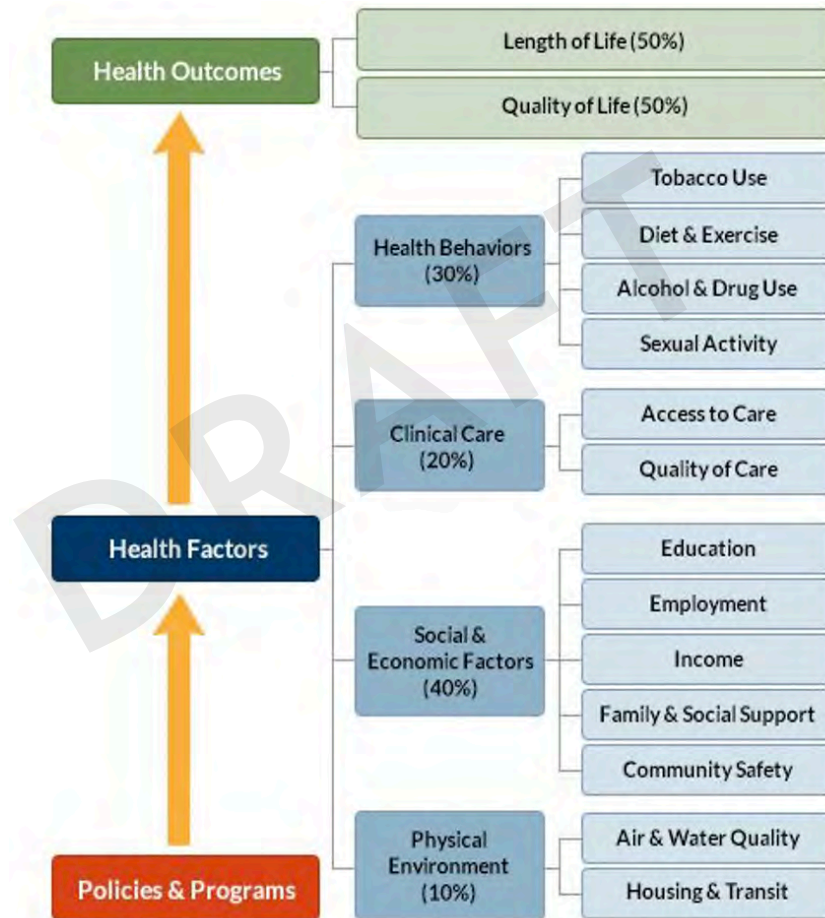 Health Outcomes
Length of Life (50%)
Quality of Life (50%)
Health Factors
Health Behaviors
(30%)
Tobacco Use
Diet & Exercise
Alcohol & Drug Use
Sexual Activity
Clinical Care
(20%)
Access to Care
Quality of Care
Social &
Economic Factors
(40%)
Education
Employment
Income
Family & Social Support
Community Safety
Physical
Environment
(10%)
Air & Water Quality
Housing & Transit
Policies & Programs
DRAFT